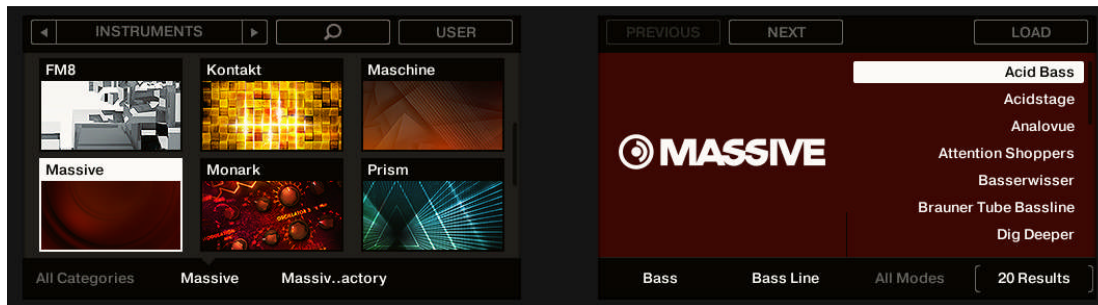 INSTRUMENTS
USER
PREVIOUS
NEXT
LOAD
FM8
Kontakt
Maschine
Massive
Monark
Prism
MASSIVE
Acid Bass
Acidstage
Analovue
Attention Shoppers
Basserwisser
Brauner Tube Bassline
Dig Deeper
All Categories
Massive
Massiv..actory
Bass
Bass Line
All Modes
20 Results